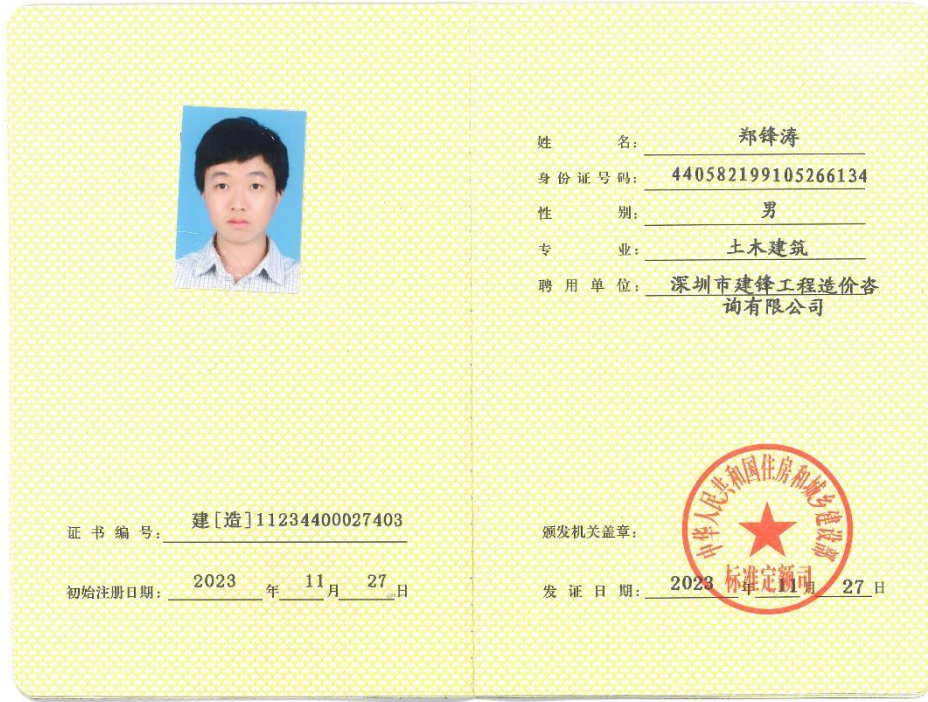 姓名：郑锋涛
身份证号码：440582199105266134
性别：男
专业：土木建筑
聘用单位：深圳市建锋工程造价咨
询有限公司
证书编号：建[造]11234400027403
初始注册日期：2023年11月27日
颁发机关盖章：
中华人民共和国住房和城乡建设部
标准定额司
发证日期：2023年11月27日